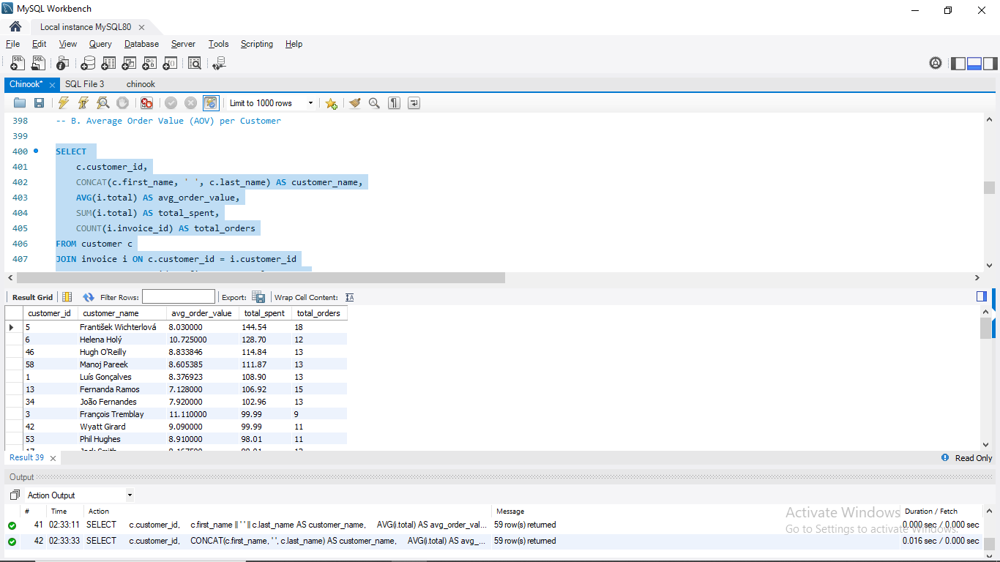 MySQL Workbench
Local instance MySQL80
File Edit View Query Database Server Tools Scripting Help
Chinook* SQL File 3 chinook
Limit to 1000 rows
398 -- B. Average Order Value (AOV) per Customer
399
400 SELECT
401 c.customer_id,
402 CONCAT(c.first_name, ' ', c.last_name) AS customer_name,
403 AVG(i.total) AS avg_order_value,
404 SUM(i.total) AS total_spent,
405 COUNT(i.invoice_id) AS total_orders
406 FROM customer c
407 JOIN invoice i ON c.customer_id = i.customer_id
Result Grid Filter Rows: Export: Wrap Cell Content:
customer_id customer_name avg_order_value total_spent total_orders
5 František Wichterlová 8.030000 144.54 18
6 Helena Holý 10.725000 128.70 12
46 Hugh O'Reilly 8.833846 114.84 13
58 Manoj Pareek 8.605385 111.87 13
1 Luís Gonçalves 8.376923 108.90 13
13 Fernanda Ramos 7.128000 106.92 15
34 João Fernandes 7.920000 102.96 13
3 François Tremblay 11.110000 99.99 9
42 Wyatt Girard 9.090000 99.99 11
53 Phil Hughes 8.910000 98.01 11
Result 39 Read Only
Output
Action Output
# Time Action Message Duration / Fetch
41 02:33:11 SELECT c.customer_id, c.first_name || ' ' || c.last_name AS customer_name, AVG(i.total) AS avg_order_val... 59 row(s) returned 0.000 sec / 0.000 sec
42 02:33:33 SELECT c.customer_id, CONCAT(c.first_name, ' ', c.last_name) AS customer_name, AVG(i.total) AS avg_... 59 row(s) returned 0.016 sec / 0.000 sec
Activate Windows
Go to Settings to activate Windows.